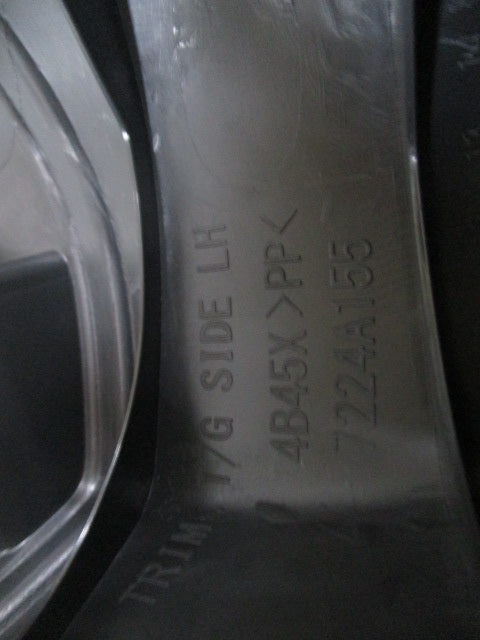 TRIM, T/G SIDE LH
4B45X >PP<
7224A155